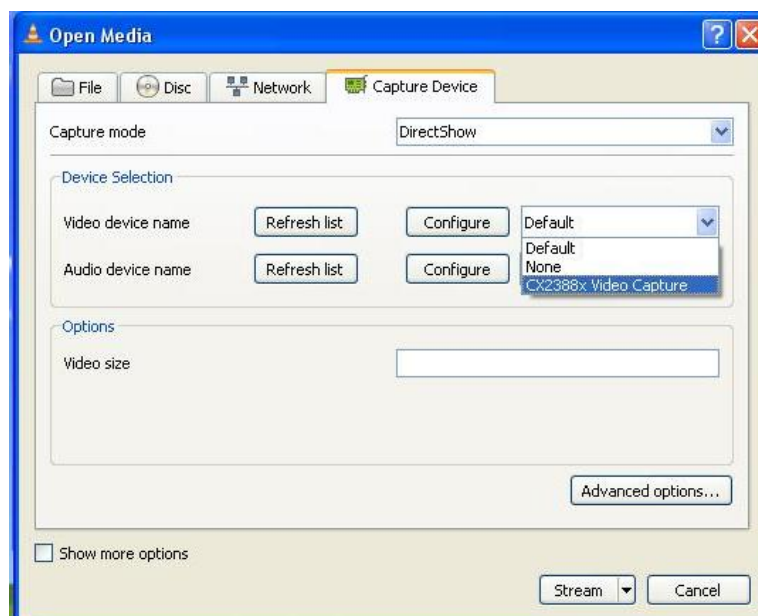 Open Media
File Disc Network Capture Device
Capture mode DirectShow
Device Selection
Video device name Refresh list Configure Default
Default
None
CX2388x Video Capture
Audio device name Refresh list Configure
Options
Video size
Advanced options...
Show more options
Stream Cancel